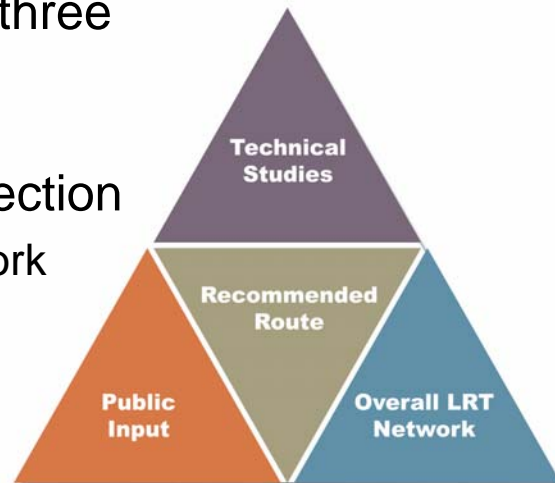 three
ection
ork
Technical
Studies
Recommended
Route
Public
Input
Overall LRT
Network